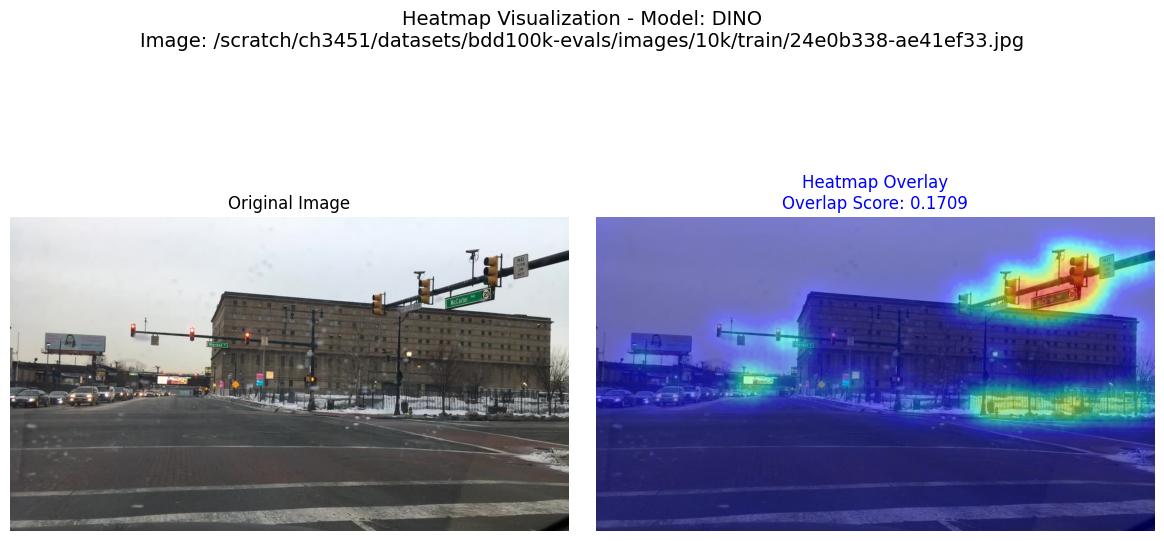 Heatmap Visualization - Model: DINO
Image: /scratch/ch3451/datasets/bdd100k-evals/images/10k/train/24e0b338-ae41ef33.jpg
Original Image
Heatmap Overlay
Overlap Score: 0.1709
McCarter